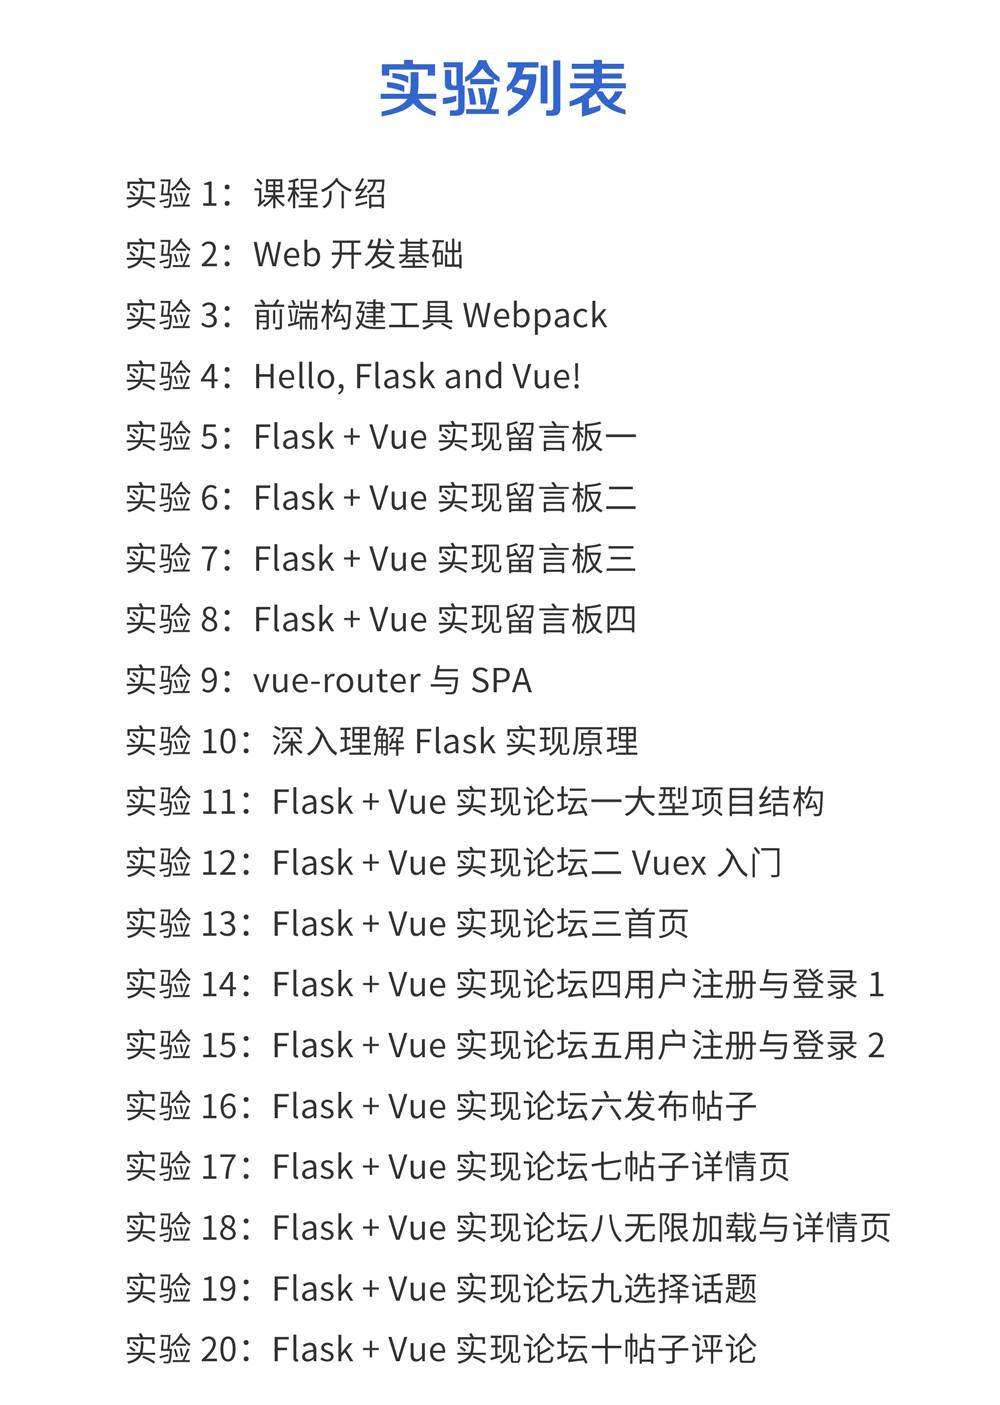 实验列表
实验 1：课程介绍
实验 2：Web 开发基础
实验 3：前端构建工具 Webpack
实验 4：Hello, Flask and Vue!
实验 5：Flask + Vue 实现留言板一
实验 6：Flask + Vue 实现留言板二
实验 7：Flask + Vue 实现留言板三
实验 8：Flask + Vue 实现留言板四
实验 9：vue-router 与 SPA
实验 10：深入理解 Flask 实现原理
实验 11：Flask + Vue 实现论坛一大型项目结构
实验 12：Flask + Vue 实现论坛二 Vuex 入门
实验 13：Flask + Vue 实现论坛三首页
实验 14：Flask + Vue 实现论坛四用户注册与登录 1
实验 15：Flask + Vue 实现论坛五用户注册与登录 2
实验 16：Flask + Vue 实现论坛六发布帖子
实验 17：Flask + Vue 实现论坛七帖子详情页
实验 18：Flask + Vue 实现论坛八无限加载与详情页
实验 19：Flask + Vue 实现论坛九选择话题
实验 20：Flask + Vue 实现论坛十帖子评论